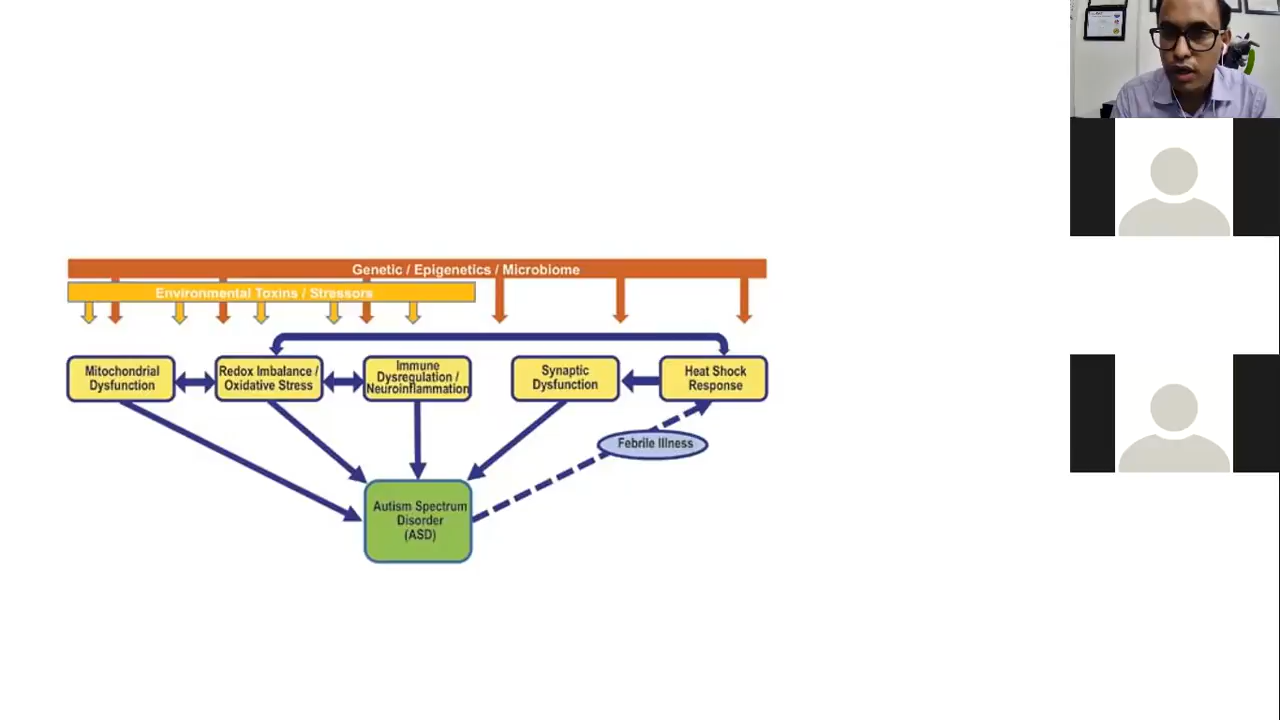 Genetic / Epigenetics / Microbiome
Environmental Toxins / Stressors
Mitochondrial
Dysfunction
Redox Imbalance /
Oxidative Stress
Immune
Dysregulation /
Neuroinflammation
Synaptic
Dysfunction
Heat Shock
Response
Febrile Illness
Autism Spectrum
Disorder
(ASD)